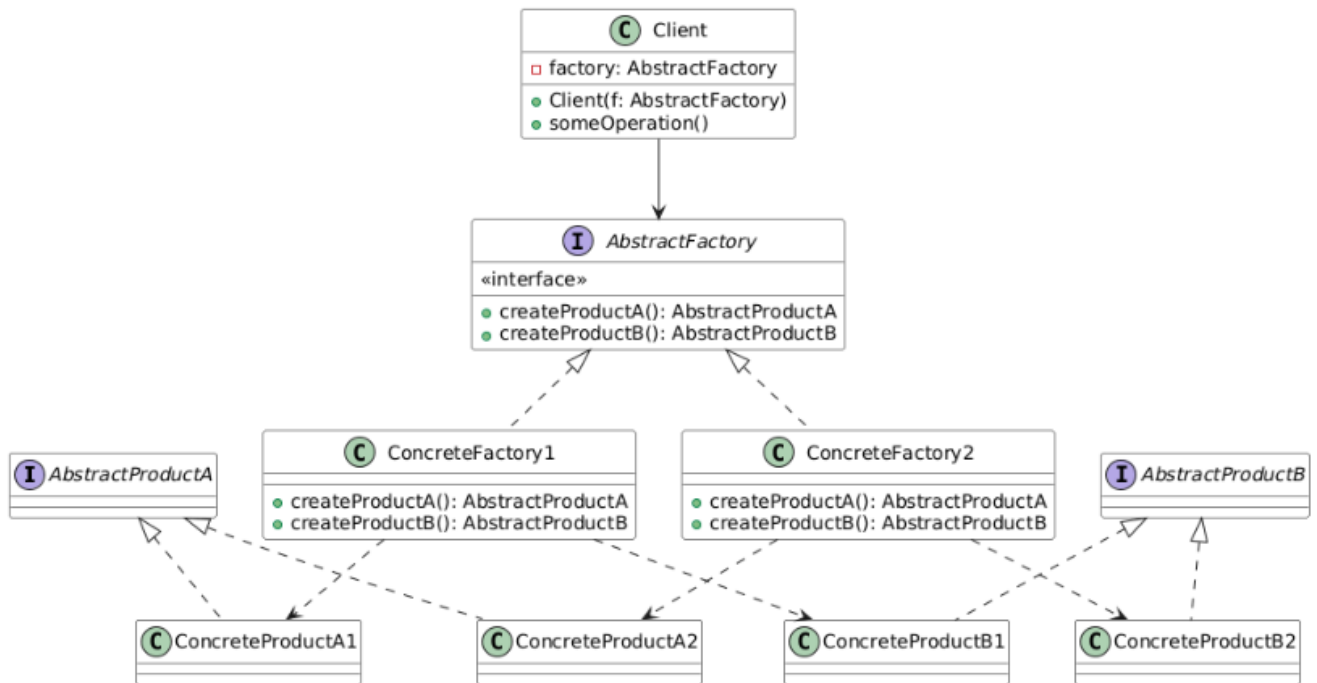 C Client
factory: AbstractFactory
Client(f: AbstractFactory)
someOperation()
I AbstractFactory
«interface»
createProductA(): AbstractProductA
createProductB(): AbstractProductB
I AbstractProductA
C ConcreteFactory1
createProductA(): AbstractProductA
createProductB(): AbstractProductB
C ConcreteFactory2
createProductA(): AbstractProductA
createProductB(): AbstractProductB
I AbstractProductB
C ConcreteProductA1
C ConcreteProductA2
C ConcreteProductB1
C ConcreteProductB2